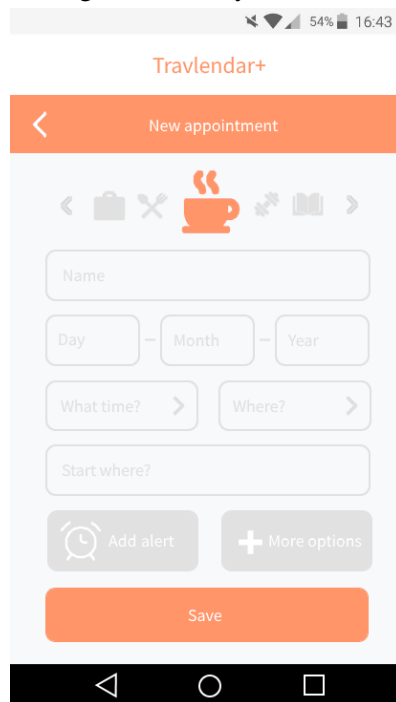 54% 16:43
Travlendar+
New appointment
Name
Day – Month – Year
What time? Where?
Start where?
Add alert More options
Save